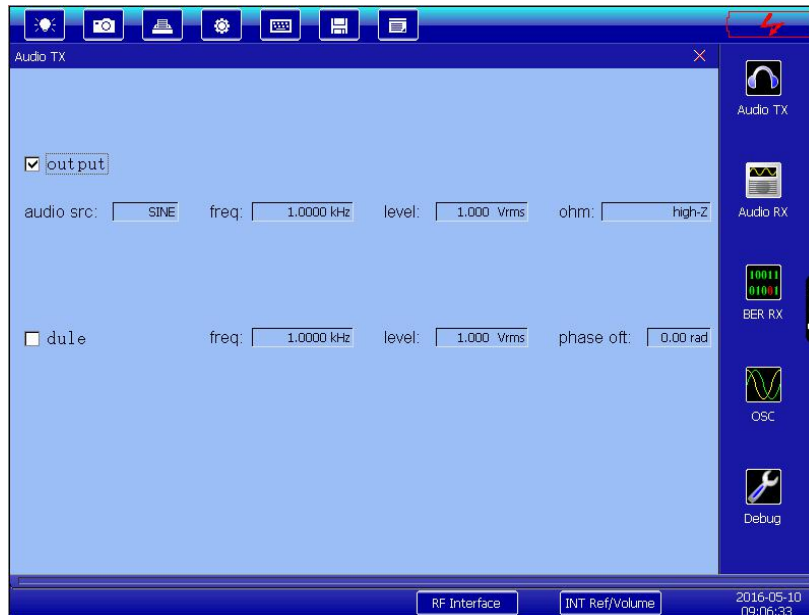 Audio TX
output
audio src: SINE freq: 1.0000 kHz level: 1.000 Vrms ohm: high-Z
dule freq: 1.0000 kHz level: 1.000 Vrms phase oft: 0.00 rad
Audio TX
Audio RX
10011
01001
BER RX
OSC
Debug
RF Interface INT Ref/Volume 2016-05-10
09:06:33